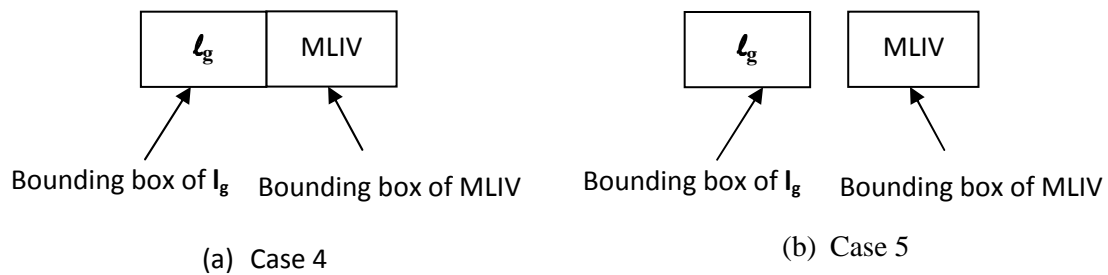 ℓg MLIV ℓg MLIV
Bounding box of lg Bounding box of MLIV Bounding box of lg Bounding box of MLIV
(a) Case 4 (b) Case 5